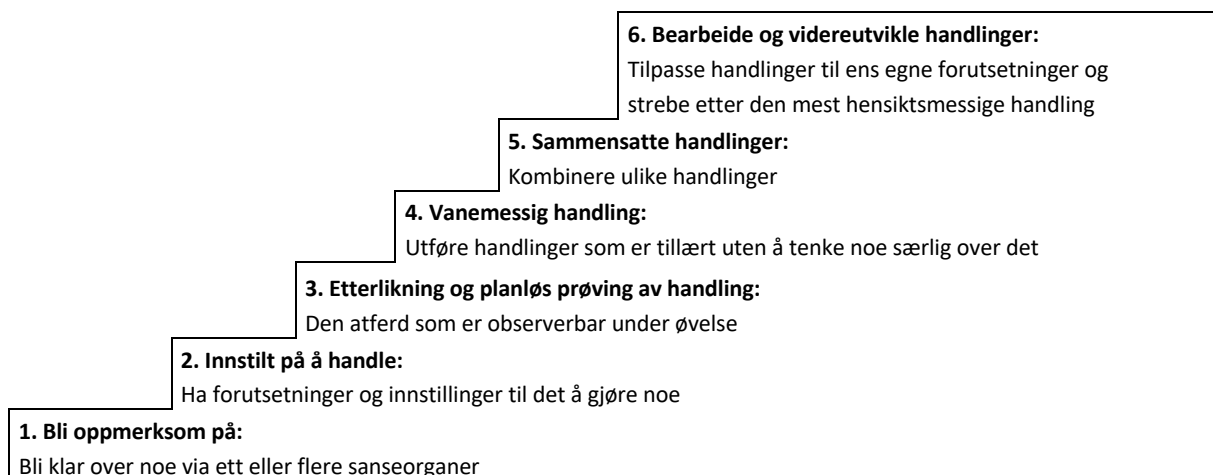 6. Bearbeide og videreutvikle handlinger:
Tilpasse handlinger til ens egne forutsetninger og
strebe etter den mest hensiktsmessige handling
5. Sammensatte handlinger:
Kombinere ulike handlinger
4. Vanemessig handling:
Utføre handlinger som er tillært uten å tenke noe særlig over det
3. Etterlikning og planløs prøving av handling:
Den atferd som er observerbar under øvelse
2. Innstilt på å handle:
Ha forutsetninger og innstillinger til det å gjøre noe
1. Bli oppmerksom på:
Bli klar over noe via ett eller flere sanseorganer